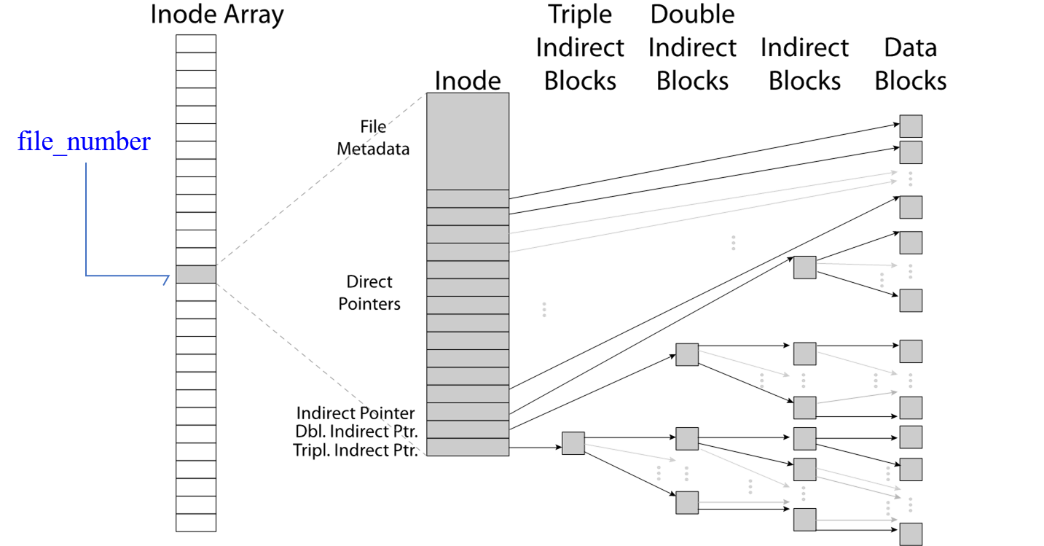 Inode Array
Triple
Indirect
Blocks
Double
Indirect
Blocks
Indirect
Blocks
Data
Blocks
Inode
file_number
File
Metadata
Direct
Pointers
Indirect Pointer
Dbl. Indirect Ptr.
Tripl. Indrect Ptr.